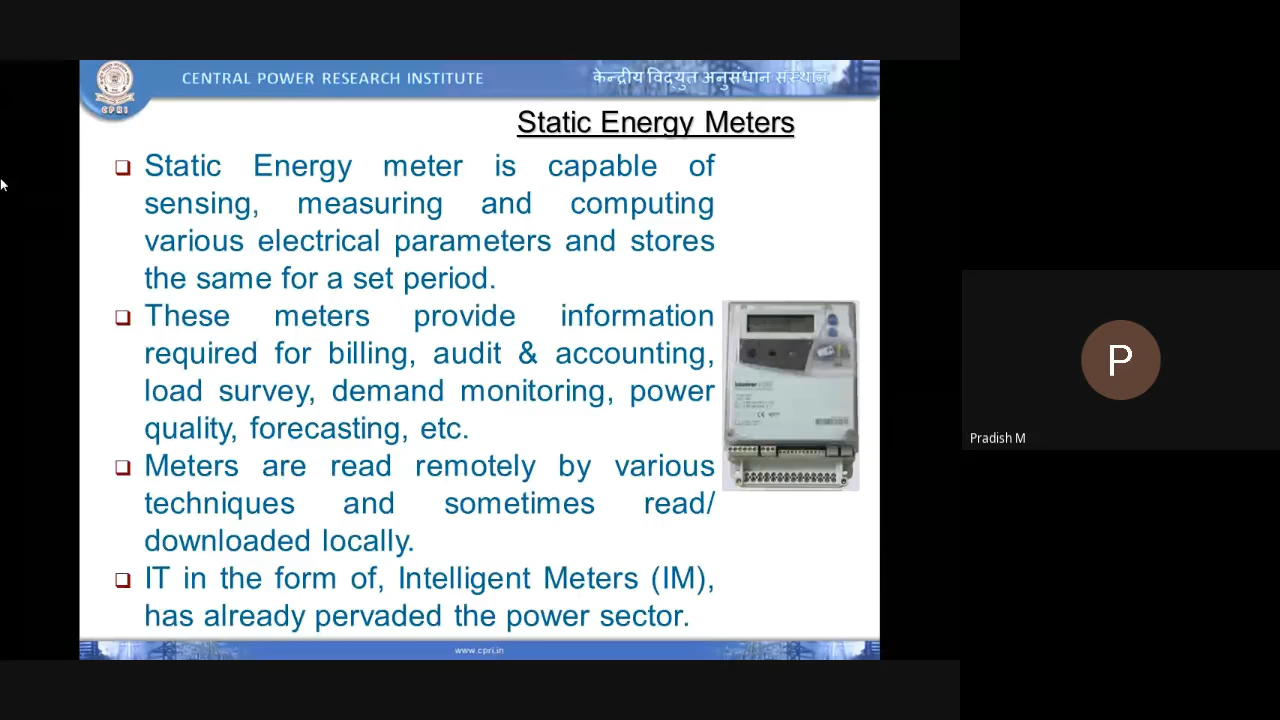 CENTRAL POWER RESEARCH INSTITUTE
केन्द्रीय विद्युत अनुसंधान संस्थान
CPRI
Static Energy Meters
Static Energy meter is capable of
sensing, measuring and computing
various electrical parameters and stores
the same for a set period.
These meters provide information
required for billing, audit & accounting,
load survey, demand monitoring, power
quality, forecasting, etc.
Meters are read remotely by various
techniques and sometimes read/
downloaded locally.
IT in the form of, Intelligent Meters (IM),
has already pervaded the power sector.
www.cpri.in
P
Pradish M